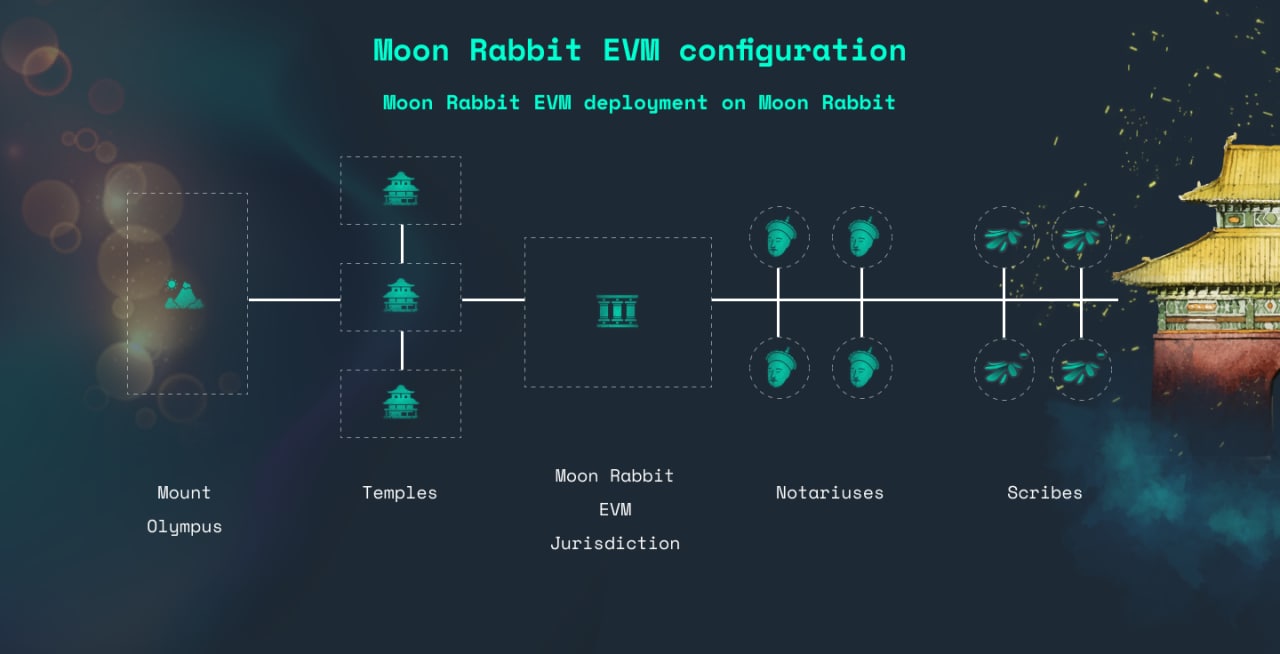 Moon Rabbit EVM configuration
Moon Rabbit EVM deployment on Moon Rabbit
Mount
Olympus
Temples
Moon Rabbit
EVM
Jurisdiction
Notariuses
Scribes